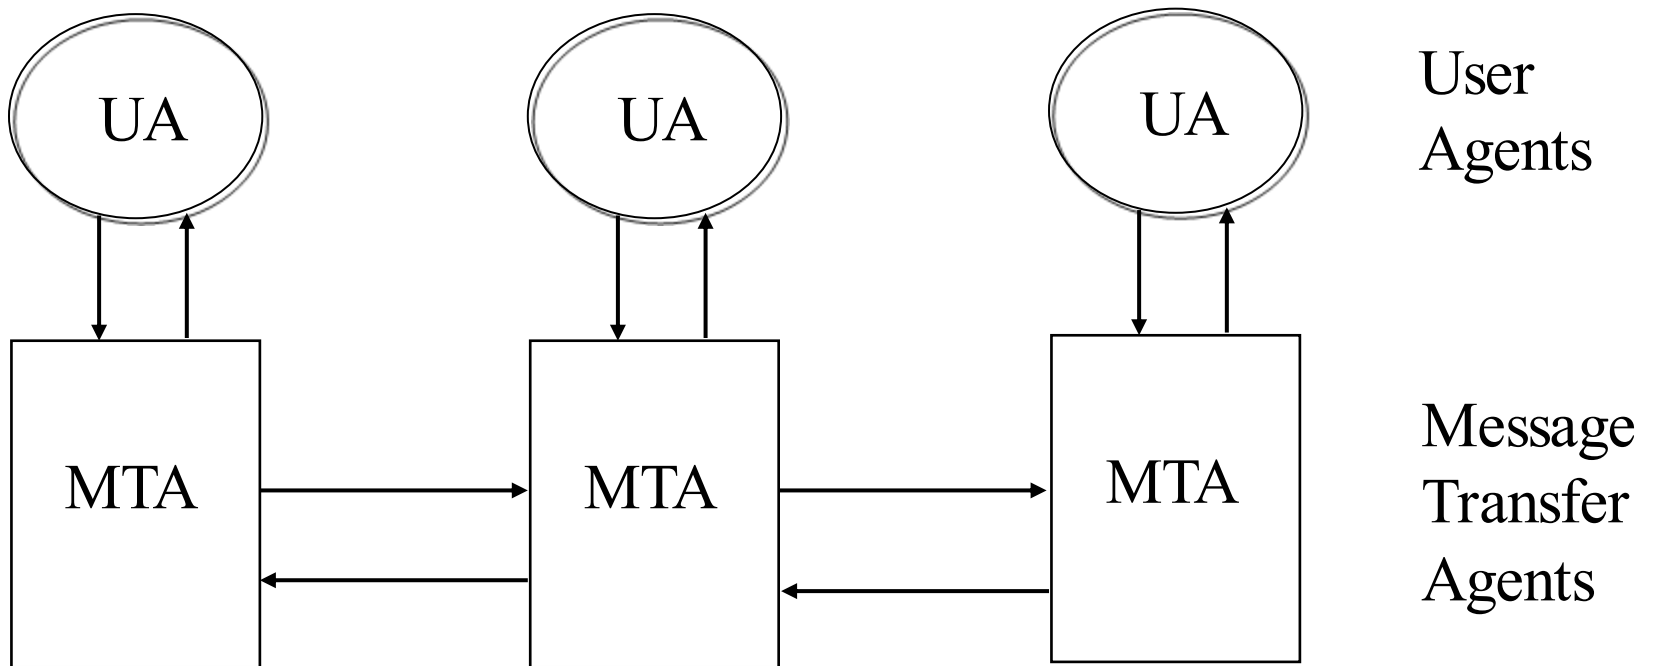 UA
UA
UA
User
Agents
MTA
MTA
MTA
Message
Transfer
Agents